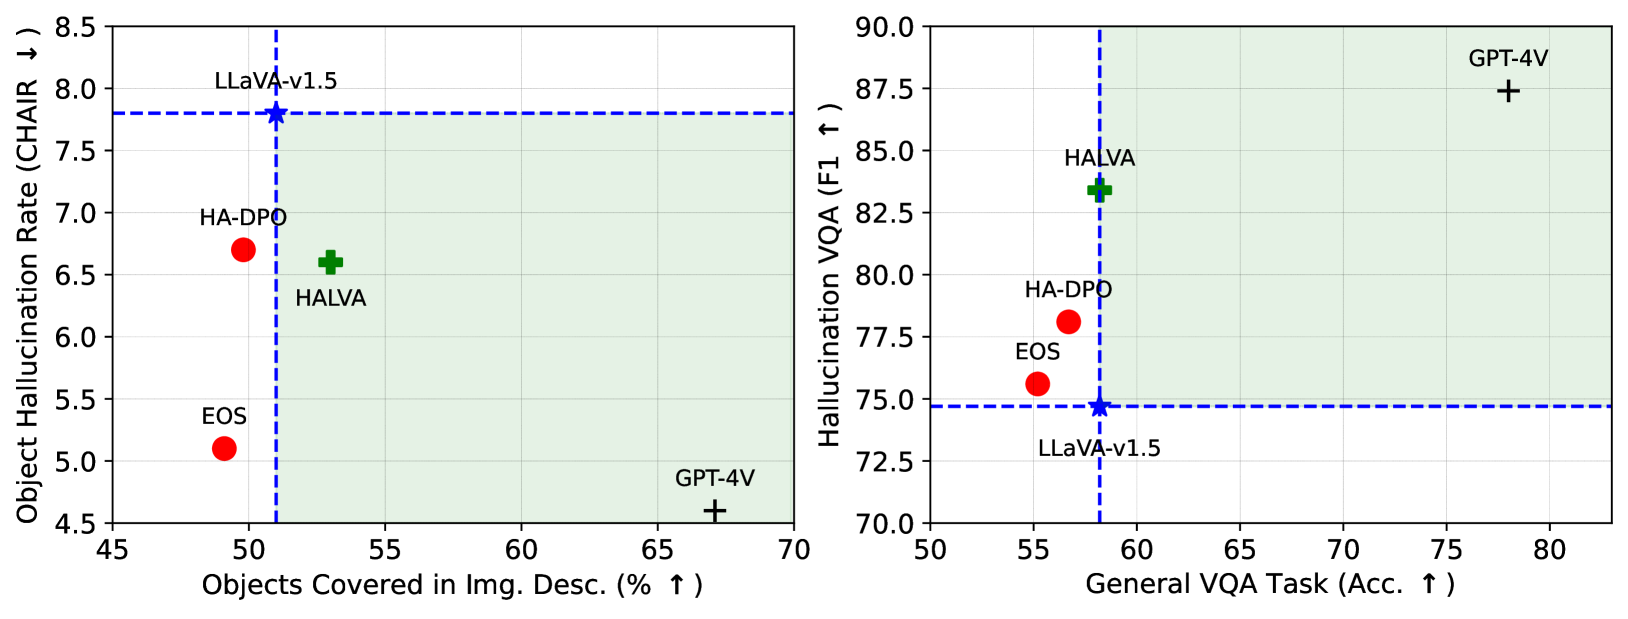 Object Hallucination Rate (CHAIR ↓ )
8.5
8.0
7.5
7.0
6.5
6.0
5.5
5.0
4.5
LLaVA-v1.5
HA-DPO
HALVA
EOS
GPT-4V
45 50 55 60 65 70
Objects Covered in Img. Desc. (% ↑ )
Hallucination VQA (F1 ↑ )
90.0
87.5
85.0
82.5
80.0
77.5
75.0
72.5
70.0
GPT-4V
HALVA
HA-DPO
EOS
LLaVA-v1.5
50 55 60 65 70 75 80
General VQA Task (Acc. ↑ )